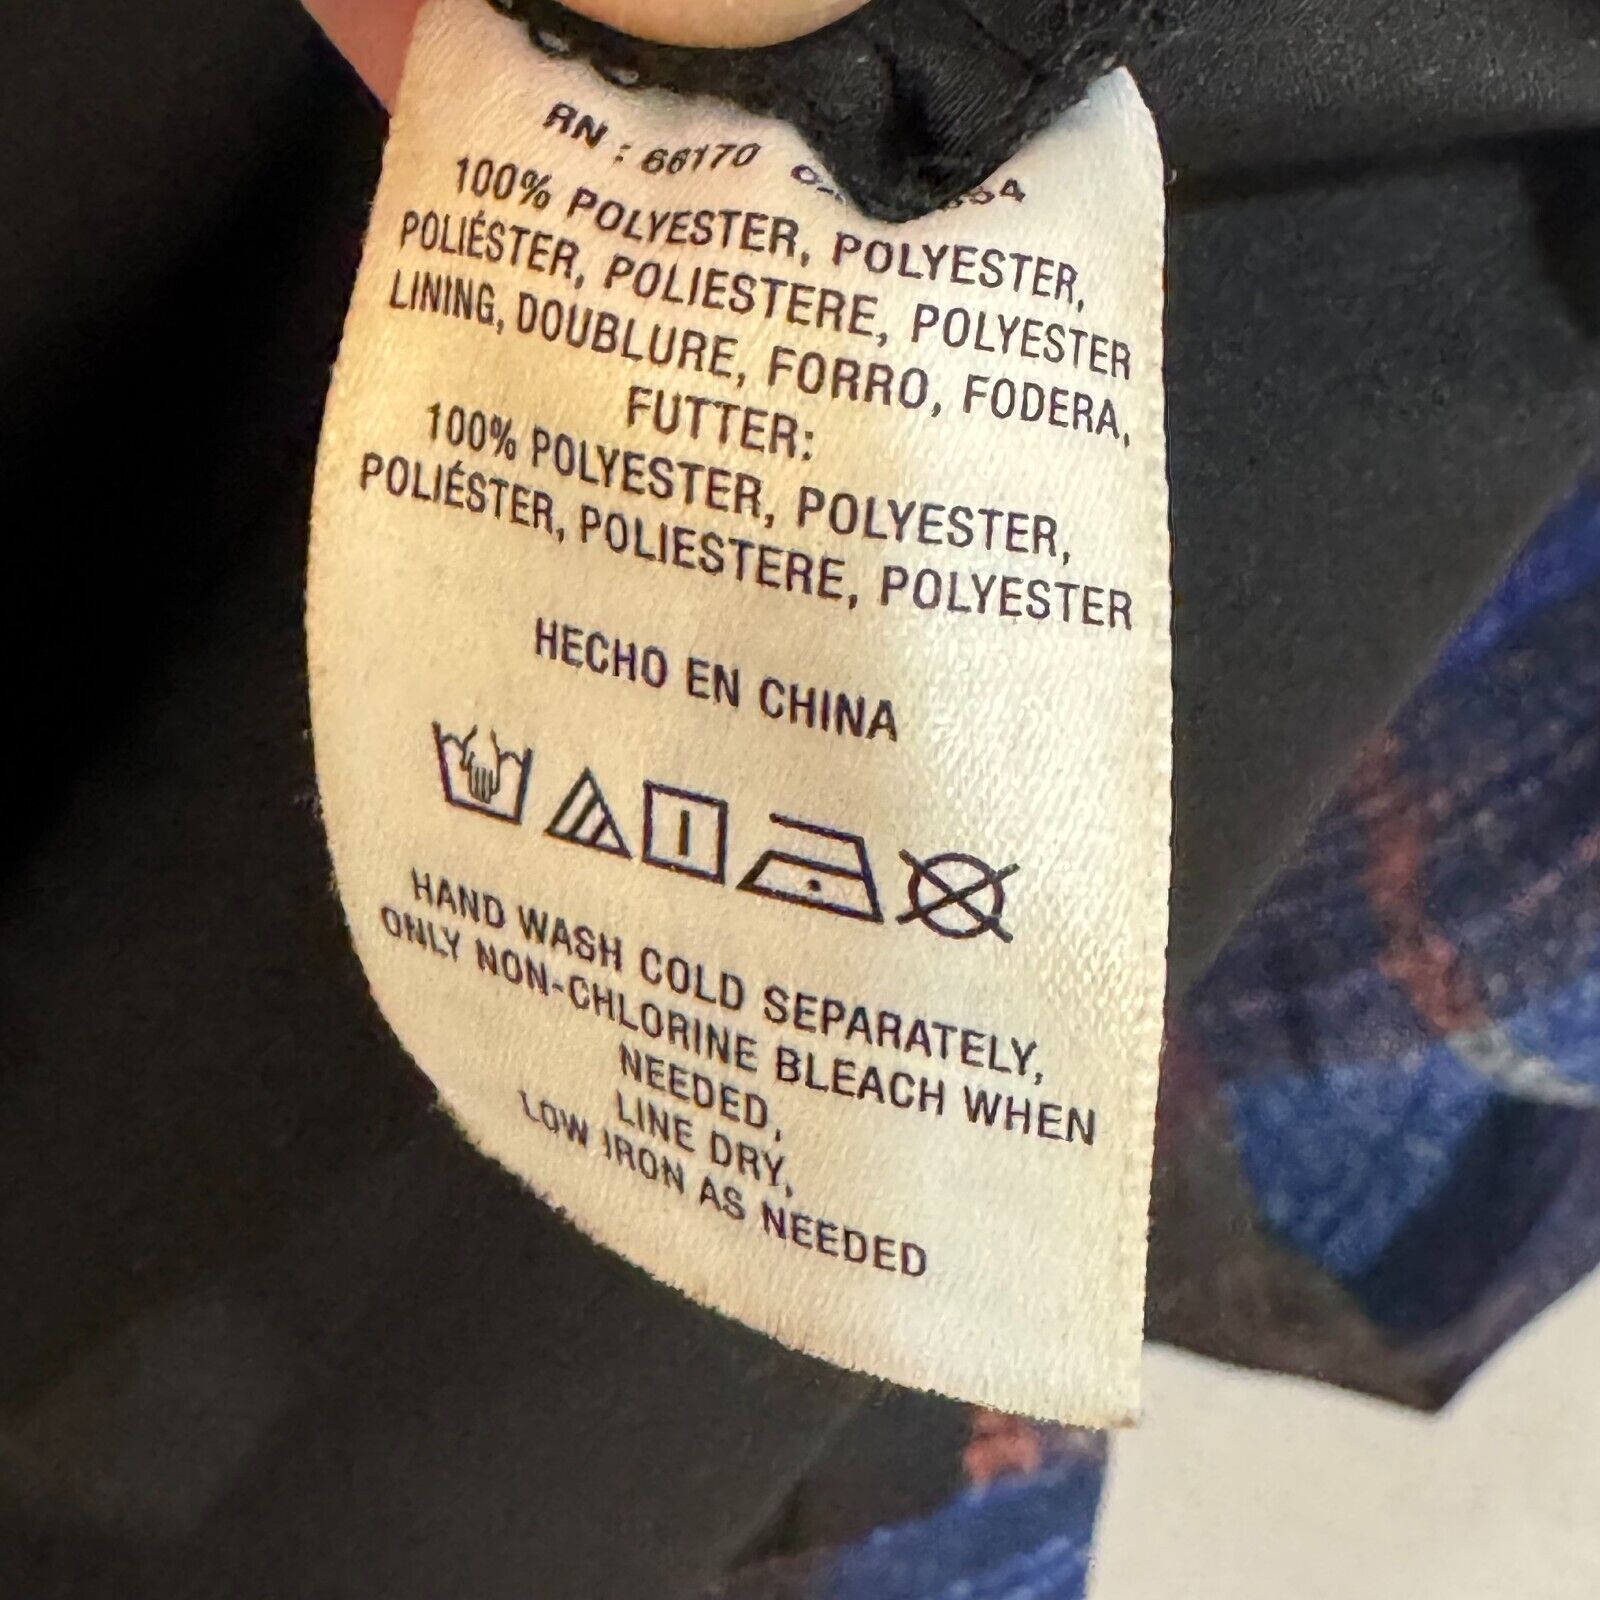 RN : 66170
100% POLYESTER, POLYESTER,
POLIÉSTER, POLIESTERE, POLYESTER
LINING, DOUBLURE, FORRO, FODERA,
FUTTER:
100% POLYESTER, POLYESTER,
POLIÉSTER, POLIESTERE, POLYESTER
HECHO EN CHINA
HAND WASH COLD SEPARATELY,
ONLY NON-CHLORINE BLEACH WHEN
NEEDED,
LINE DRY,
LOW IRON AS NEEDED